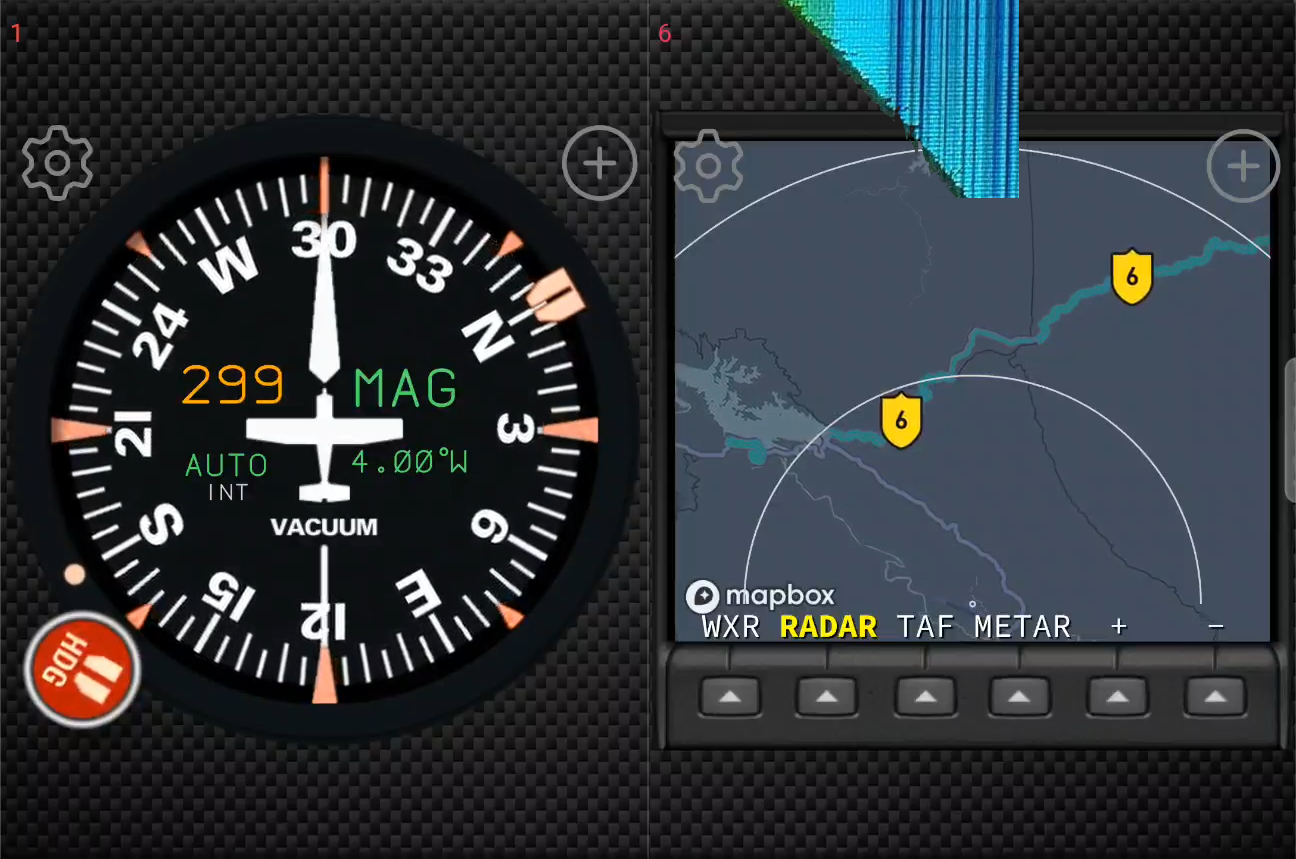 1
6
30
33
N
3
6
E
12
15
S
21
24
W
299
MAG
AUTO
4.00°W
INT
VACUUM
HDG
6
6
mapbox
WXR RADAR TAF METAR + −